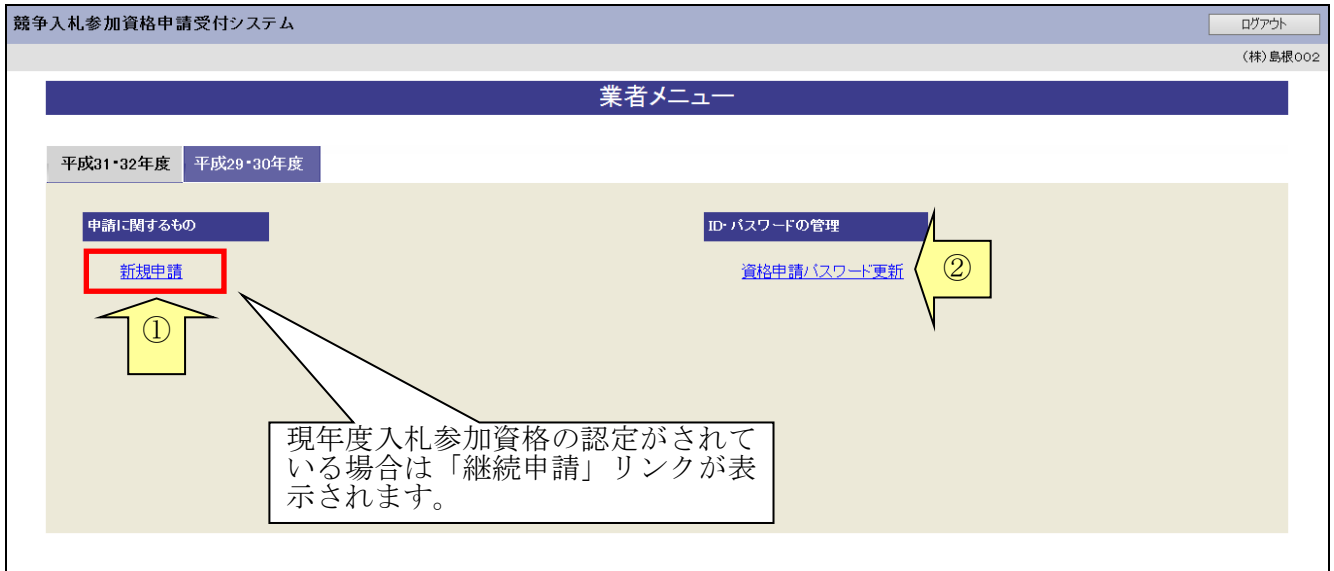 競争入札参加資格申請受付システム
ログアウト
(株)島根002
業者メニュー
平成31・32年度 平成29・30年度
申請に関するもの
ID・パスワードの管理
新規申請
資格申請パスワード更新
②
①
現年度入札参加資格の認定がされて
いる場合は「継続申請」リンクが表
示されます。